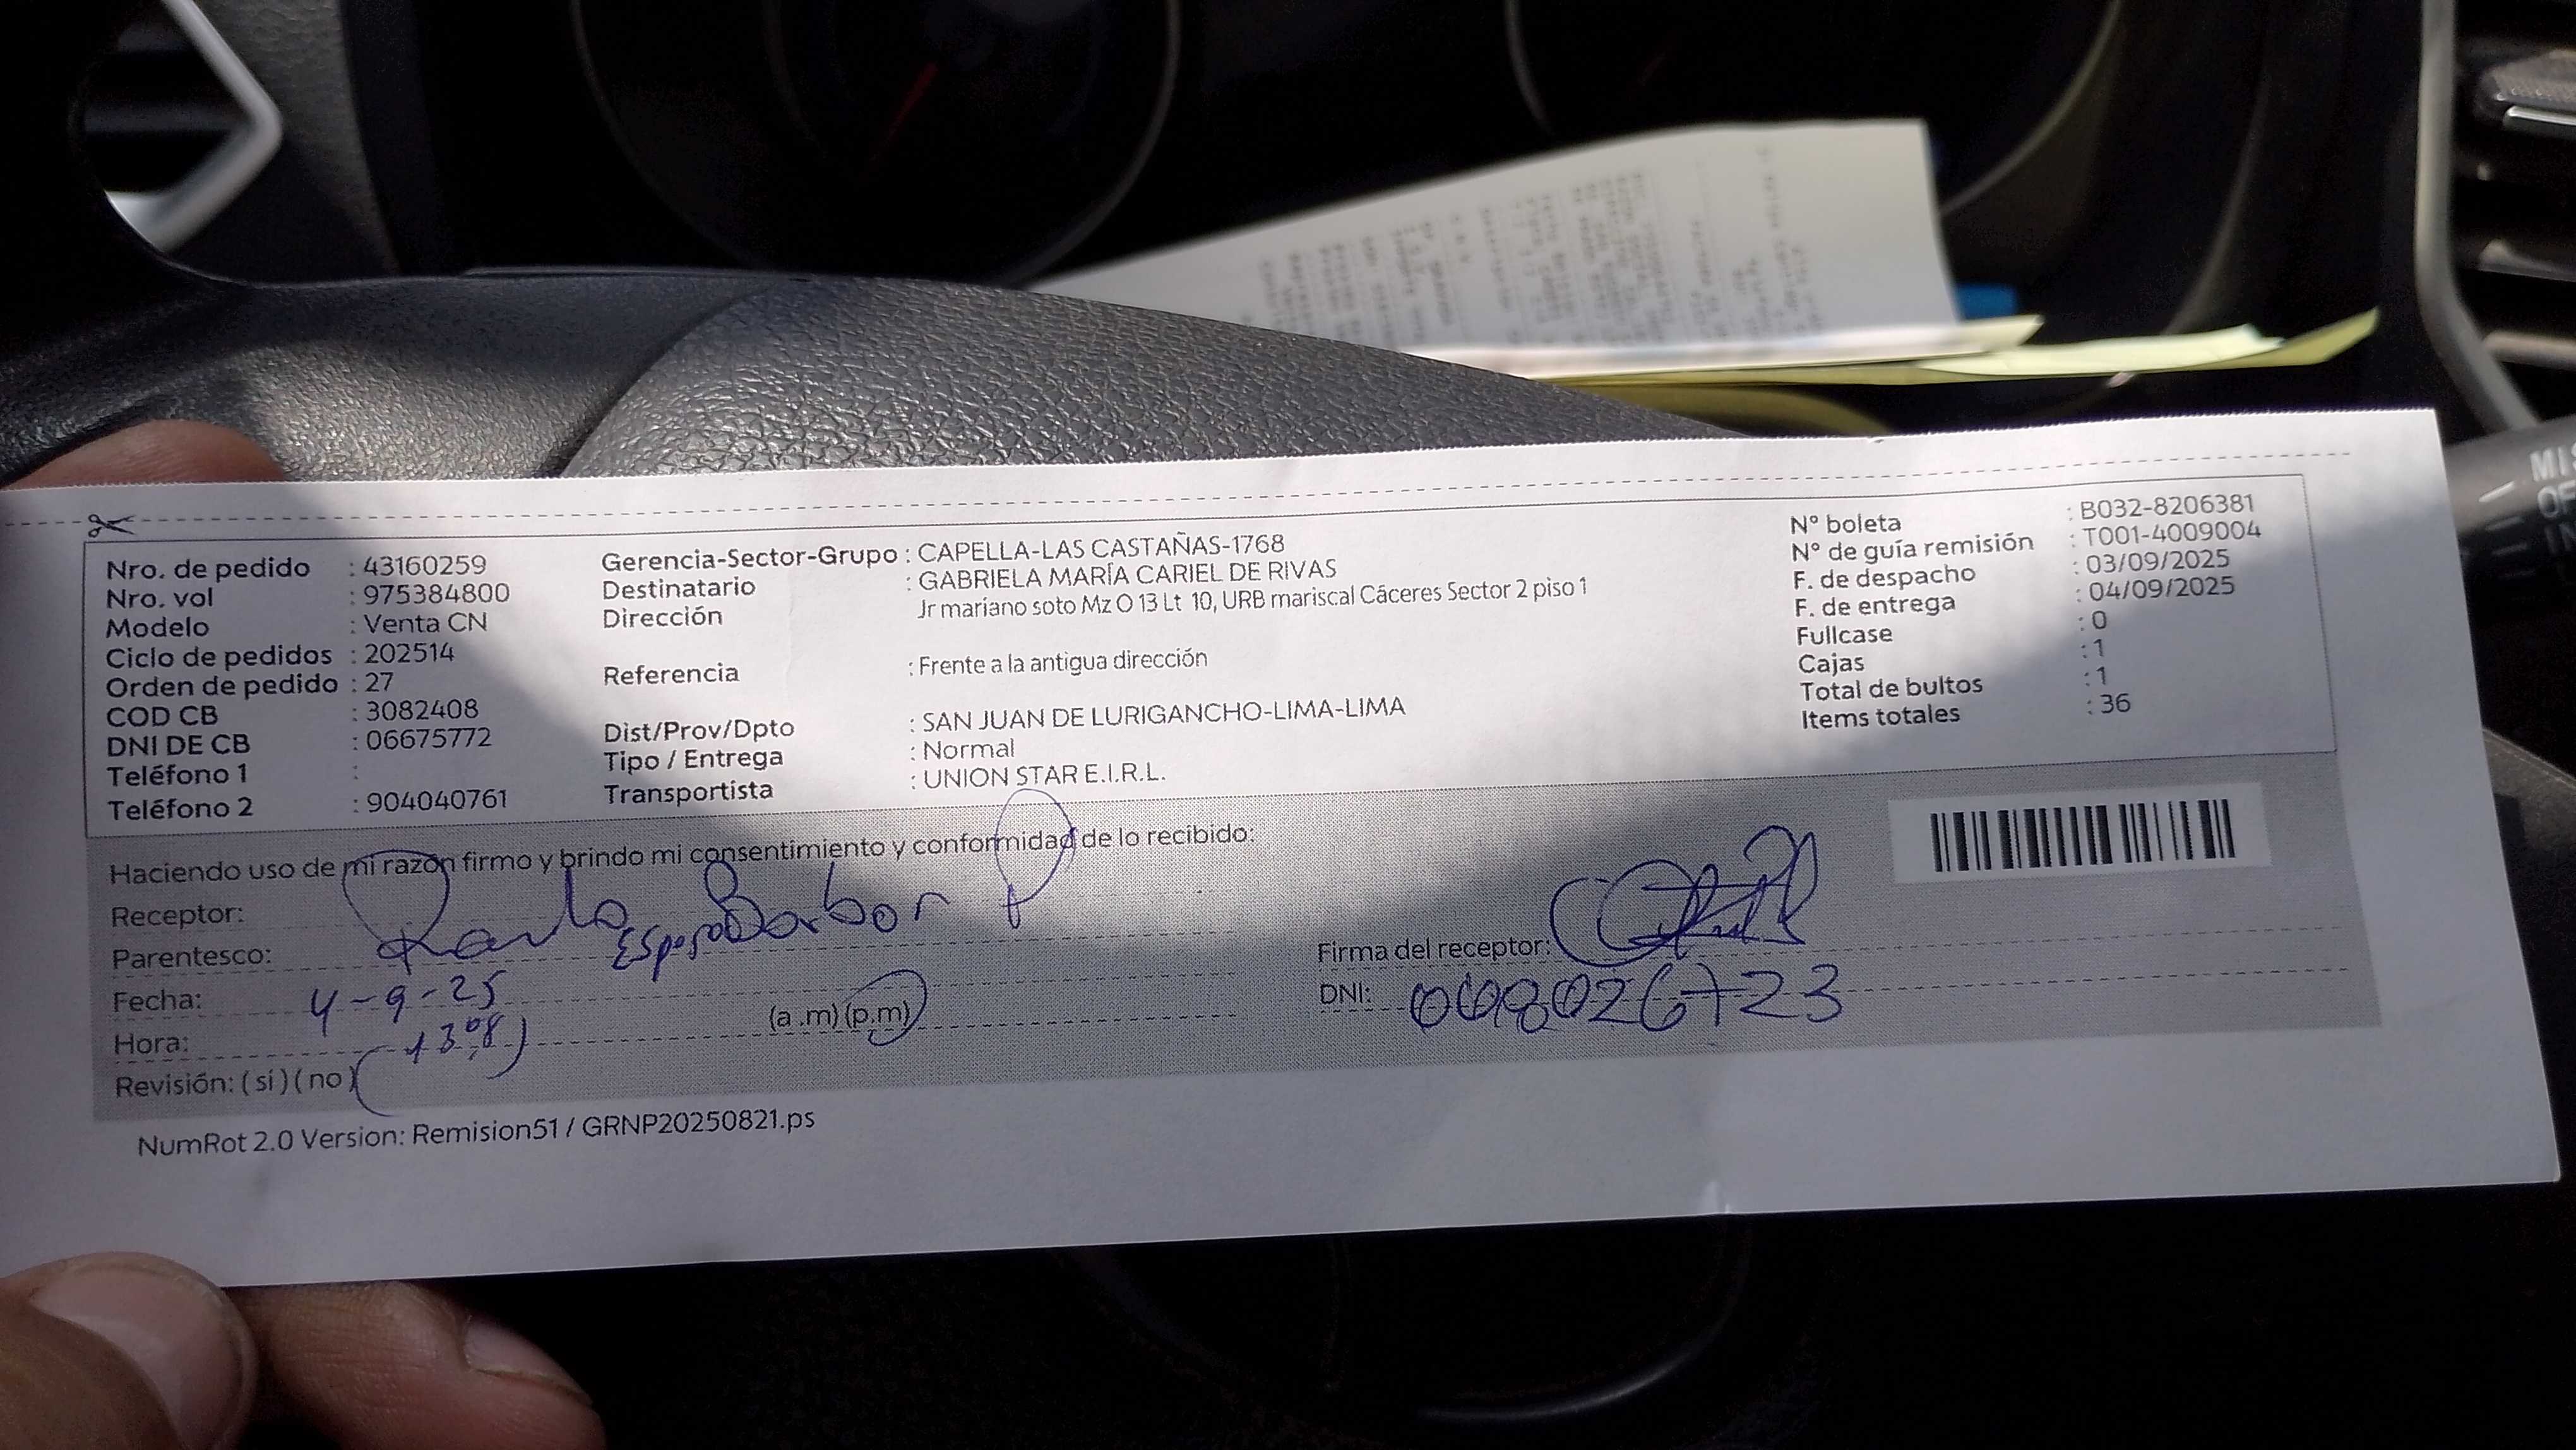 Nro. de pedido : 43160259
Nro. vol : 975384800
Modelo : Venta CN
Ciclo de pedidos : 202514
Orden de pedido : 27
COD CB : 3082408
DNI DE CB : 06675772
Teléfono 1 :
Teléfono 2 : 904040761
Gerencia-Sector-Grupo : CAPELLA-LAS CASTAÑAS-1768
Destinatario : GABRIELA MARÍA CARIEL DE RIVAS
Dirección Jr mariano soto Mz O 13 Lt 10, URB mariscal Cáceres Sector 2 piso 1
Referencia : Frente a la antigua dirección
Dist/Prov/Dpto : SAN JUAN DE LURIGANCHO-LIMA-LIMA
Tipo / Entrega : Normal
Transportista : UNION STAR E.I.R.L.
N° boleta : B032-8206381
N° de guía remisión : T001-4009004
F. de despacho : 03/09/2025
F. de entrega : 04/09/2025
Fullcase : 0
Cajas : 1
Total de bultos : 1
Items totales : 36
Haciendo uso de mi razón firmo y brindo mi consentimiento y conformidad de lo recibido:
Receptor:
Parentesco: Esposo
Fecha: 4-9-25
Hora: (a .m) (p.m)
Revisión: ( sí ) ( no )
Firma del receptor:
DNI:
NumRot 2.0 Version: Remision51 / GRNP20250821.ps
MIS